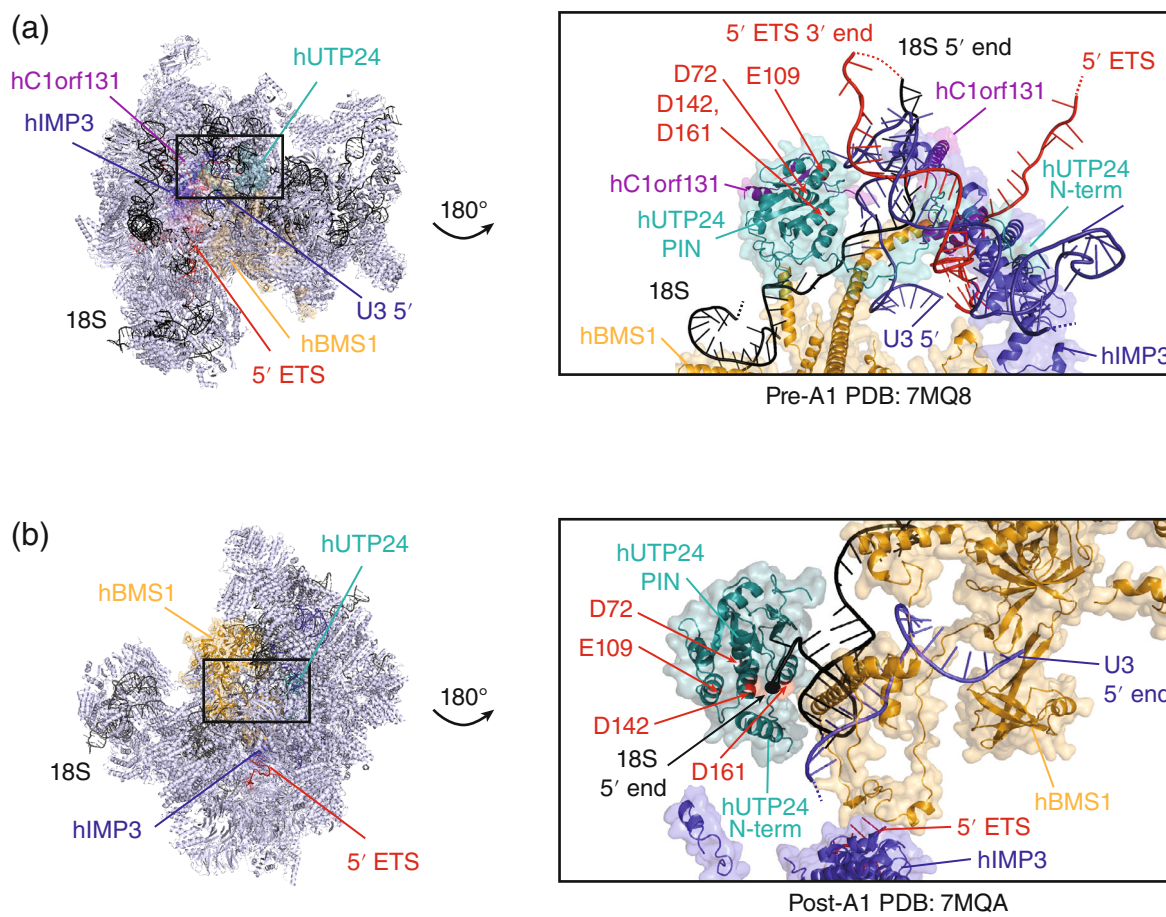 (a)
hUTP24
hC1orf131
hIMP3
180°
18S
U3 5′
hBMS1
5′ ETS
5′ ETS 3′ end
18S 5′ end
5′ ETS
D72
E109
D142,
D161
hC1orf131
hC1orf131
hUTP24
PIN
hUTP24
N-term
18S
hBMS1
U3 5′
hIMP3
Pre-A1 PDB: 7MQ8
(b)
hUTP24
hBMS1
180°
18S
hIMP3
5′ ETS
hUTP24
PIN
D72
E109
D142
18S
5′ end
D161
hUTP24
N-term
U3
5′ end
hBMS1
5′ ETS
hIMP3
Post-A1 PDB: 7MQA